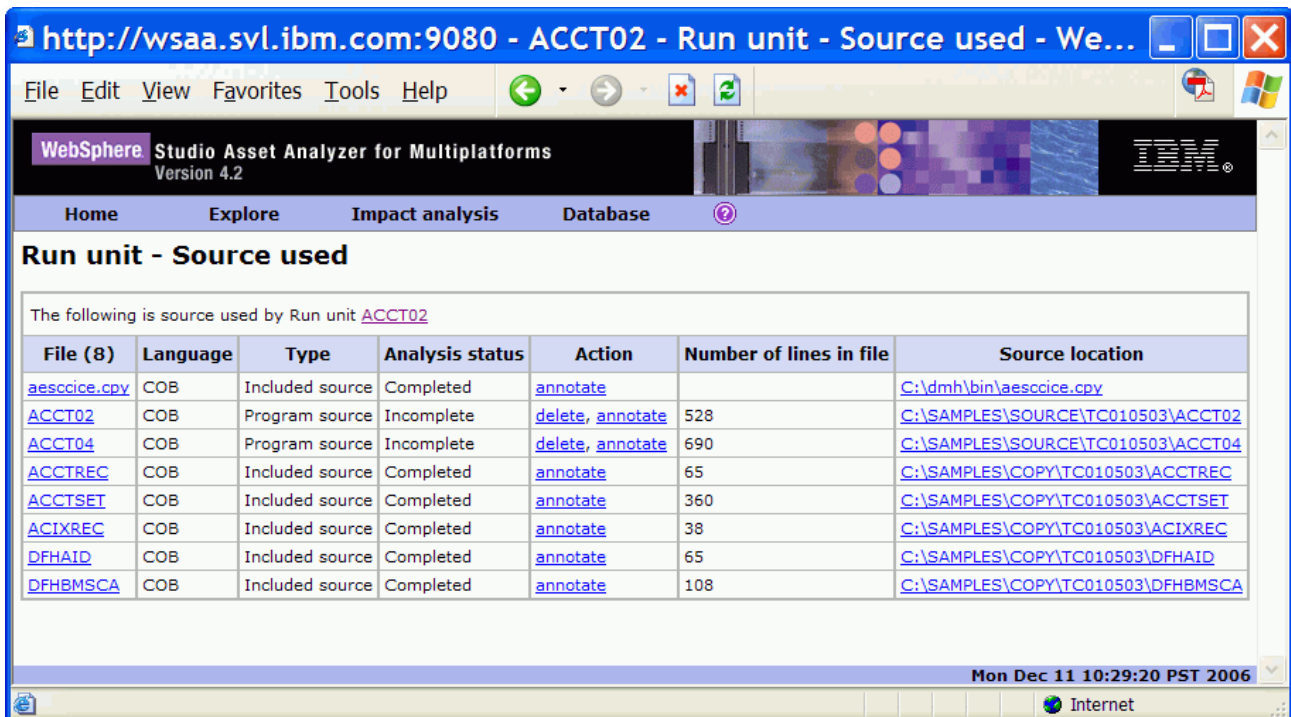 http://wsaa.svl.ibm.com:9080 - ACCT02 - Run unit - Source used - We...
File Edit View Favorites Tools Help
WebSphere Studio Asset Analyzer for Multiplatforms
Version 4.2
IBM®
Home Explore Impact analysis Database ?
Run unit - Source used
The following is source used by Run unit ACCT02
File (8) Language Type Analysis status Action Number of lines in file Source location
aesccice.cpy COB Included source Completed annotate C:\dmh\bin\aesccice.cpy
ACCT02 COB Program source Incomplete delete, annotate 528 C:\SAMPLES\SOURCE\TC010503\ACCT02
ACCT04 COB Program source Incomplete delete, annotate 690 C:\SAMPLES\SOURCE\TC010503\ACCT04
ACCTREC COB Included source Completed annotate 65 C:\SAMPLES\COPY\TC010503\ACCTREC
ACCTSET COB Included source Completed annotate 360 C:\SAMPLES\COPY\TC010503\ACCTSET
ACIXREC COB Included source Completed annotate 38 C:\SAMPLES\COPY\TC010503\ACIXREC
DFHAID COB Included source Completed annotate 65 C:\SAMPLES\COPY\TC010503\DFHAID
DFHBMSCA COB Included source Completed annotate 108 C:\SAMPLES\COPY\TC010503\DFHBMSCA
Mon Dec 11 10:29:20 PST 2006
Internet